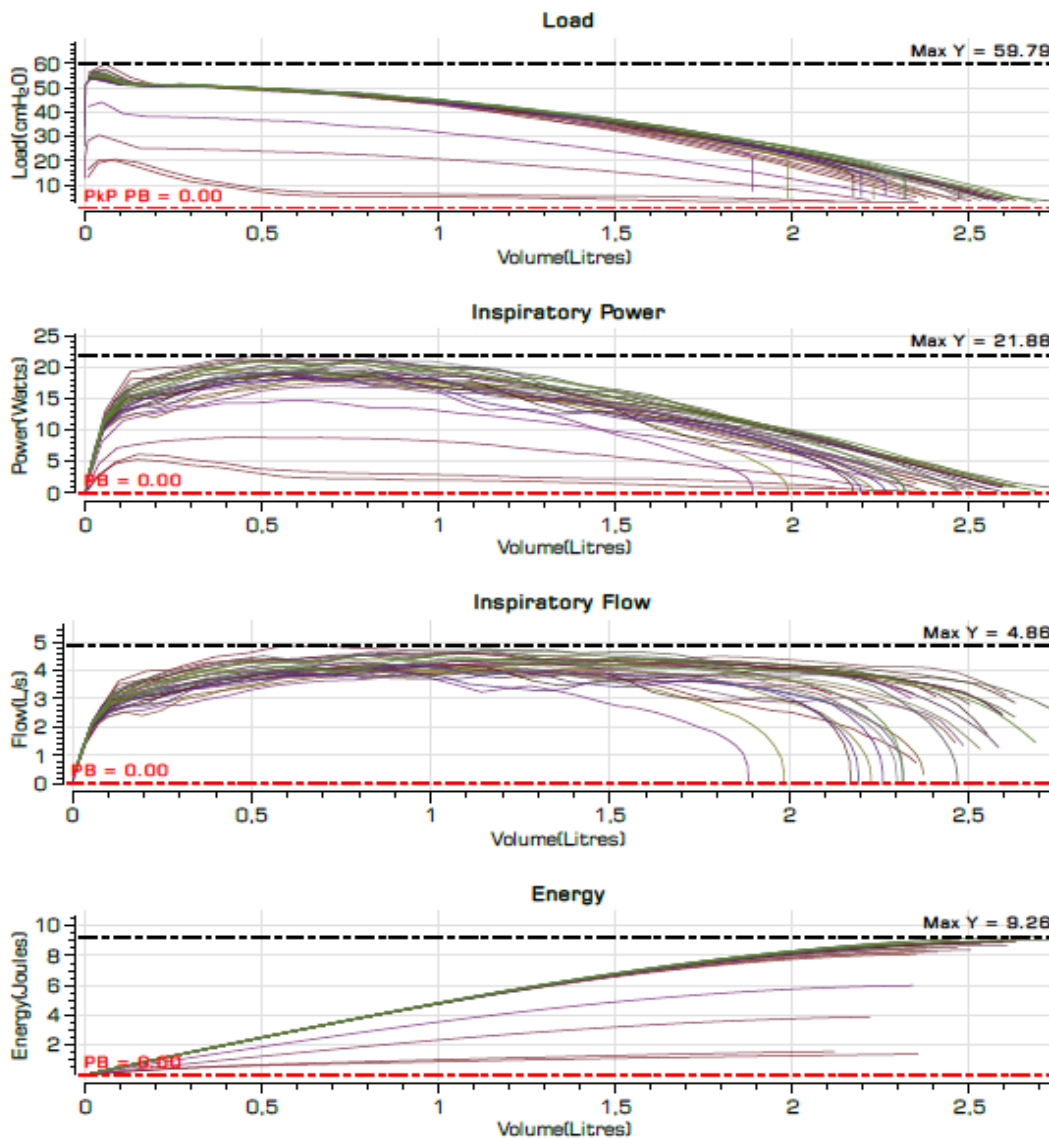 Load
Max Y = 59.79
Load(cmH₂O)
60
50
40
30
20
10
PkP PB = 0.00
0 0,5 1 1,5 2 2,5
Volume(Litres)
Inspiratory Power
Max Y = 21.88
Power(Watts)
25
20
15
10
5
0
PB = 0.00
0 0,5 1 1,5 2 2,5
Volume(Litres)
Inspiratory Flow
Max Y = 4.86
Flow(L/s)
5
4
3
2
1
0
PB = 0.00
0 0,5 1 1,5 2 2,5
Volume(Litres)
Energy
Max Y = 9.26
Energy(Joules)
10
8
6
4
2
PB = 0.00
0 0,5 1 1,5 2 2,5
Volume(Litres)